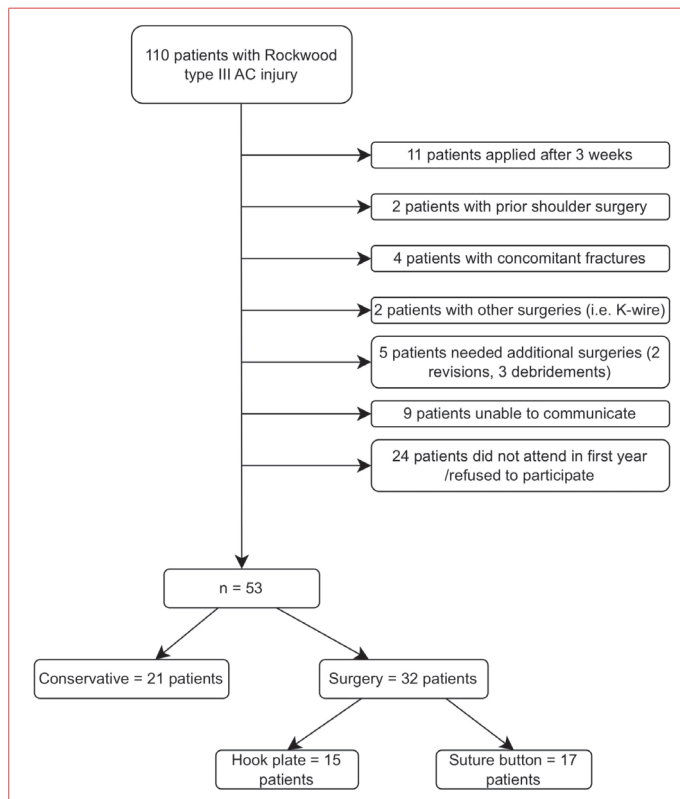 110 patients with Rockwood
type III AC injury
11 patients applied after 3 weeks
2 patients with prior shoulder surgery
4 patients with concomitant fractures
2 patients with other surgeries (i.e. K-wire)
5 patients needed additional surgeries (2
revisions, 3 debridements)
9 patients unable to communicate
24 patients did not attend in first year
/refused to participate
n = 53
Conservative = 21 patients
Surgery = 32 patients
Hook plate = 15
patients
Suture button = 17
patients